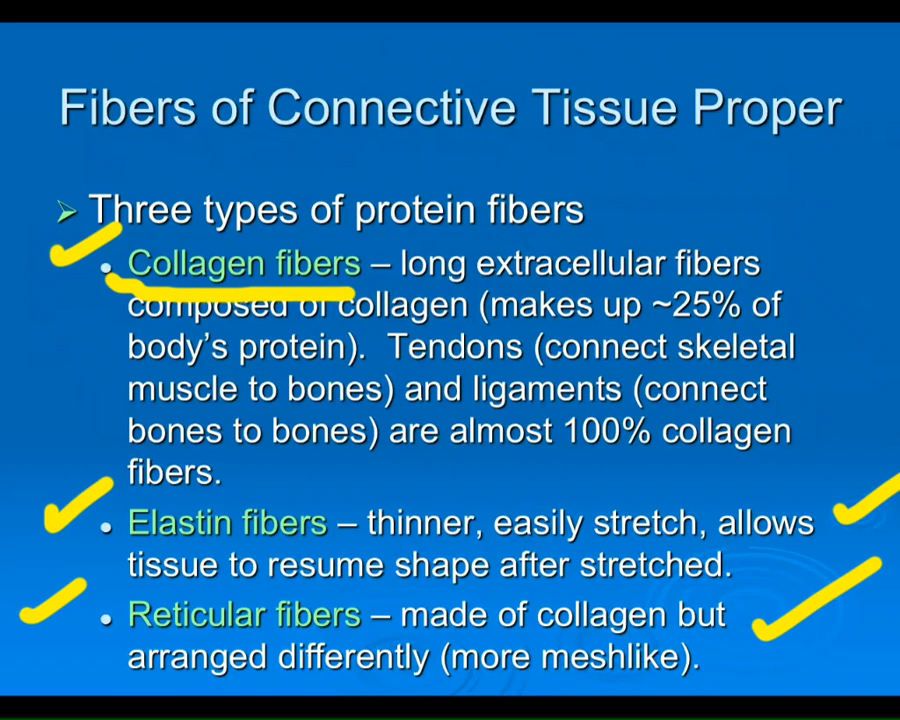 Fibers of Connective Tissue Proper
Three types of protein fibers
Collagen fibers – long extracellular fibers
composed of collagen (makes up ~25% of
body’s protein). Tendons (connect skeletal
muscle to bones) and ligaments (connect
bones to bones) are almost 100% collagen
fibers.
Elastin fibers – thinner, easily stretch, allows
tissue to resume shape after stretched.
Reticular fibers – made of collagen but
arranged differently (more meshlike).